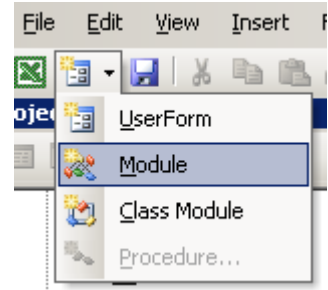 File Edit View Insert
UserForm
Module
Class Module
Procedure...